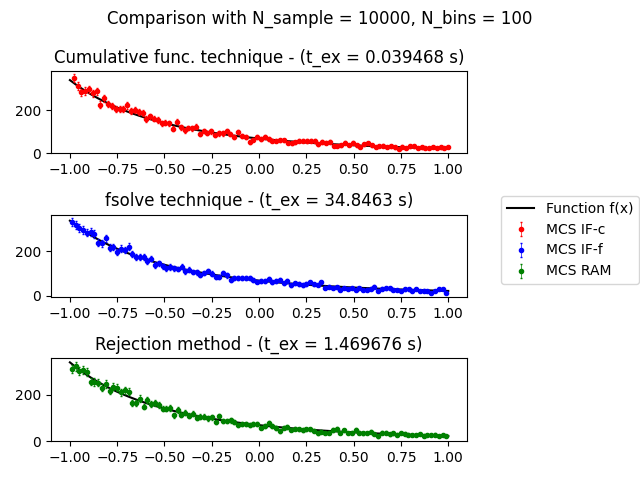 Comparison with N_sample = 10000, N_bins = 100
Cumulative func. technique - (t_ex = 0.039468 s)
200
0
−1.00 −0.75 −0.50 −0.25 0.00 0.25 0.50 0.75 1.00
fsolve technique - (t_ex = 34.8463 s)
200
0
−1.00 −0.75 −0.50 −0.25 0.00 0.25 0.50 0.75 1.00
Rejection method - (t_ex = 1.469676 s)
200
0
−1.00 −0.75 −0.50 −0.25 0.00 0.25 0.50 0.75 1.00
Function f(x)
MCS IF-c
MCS IF-f
MCS RAM